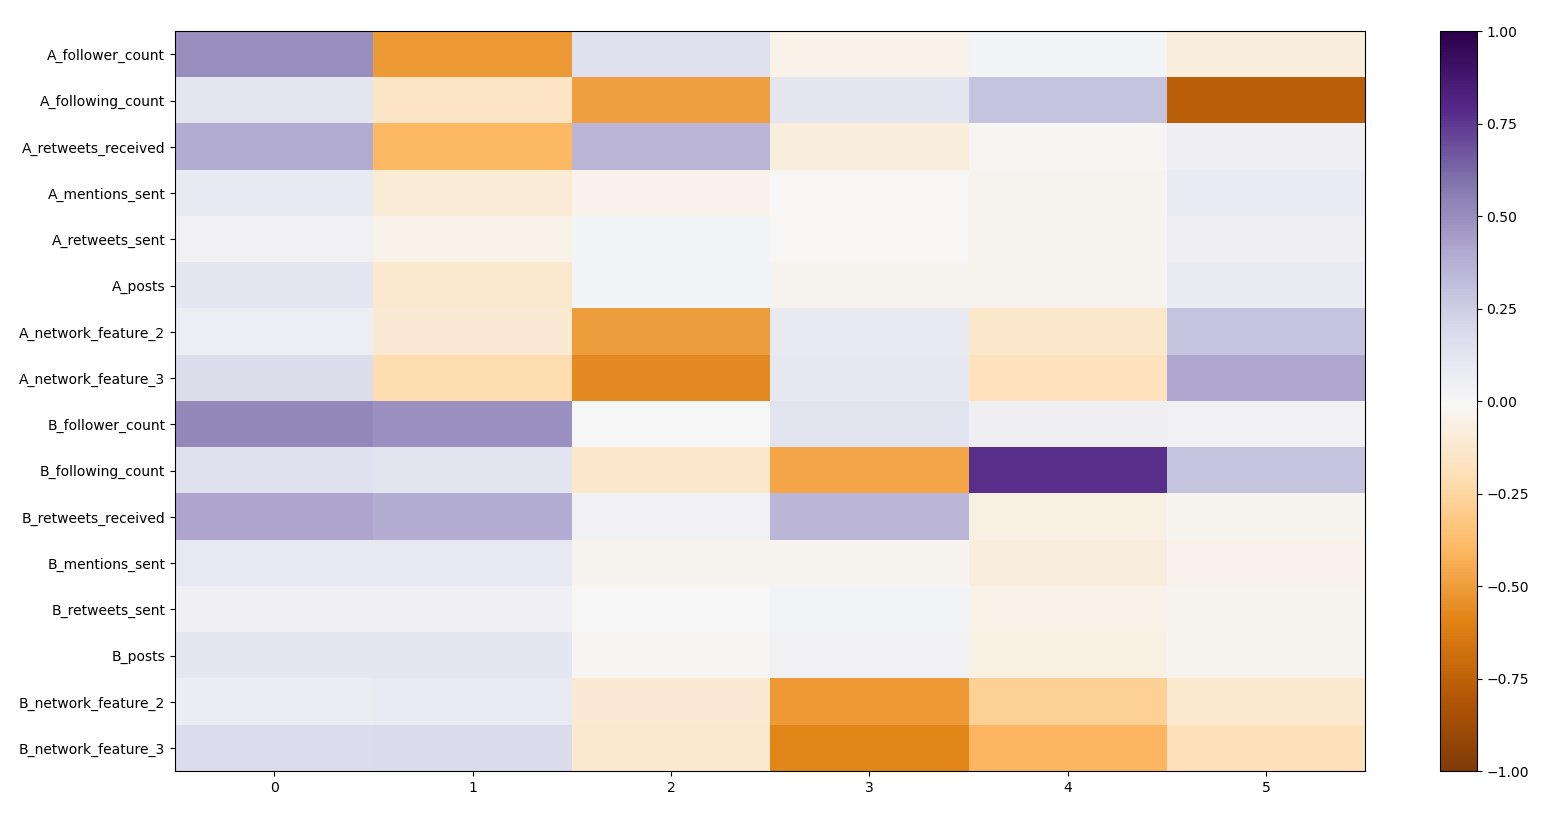 A_follower_count
A_following_count
A_retweets_received
A_mentions_sent
A_retweets_sent
A_posts
A_network_feature_2
A_network_feature_3
B_follower_count
B_following_count
B_retweets_received
B_mentions_sent
B_retweets_sent
B_posts
B_network_feature_2
B_network_feature_3
0 1 2 3 4 5
1.00
0.75
0.50
0.25
0.00
−0.25
−0.50
−0.75
−1.00